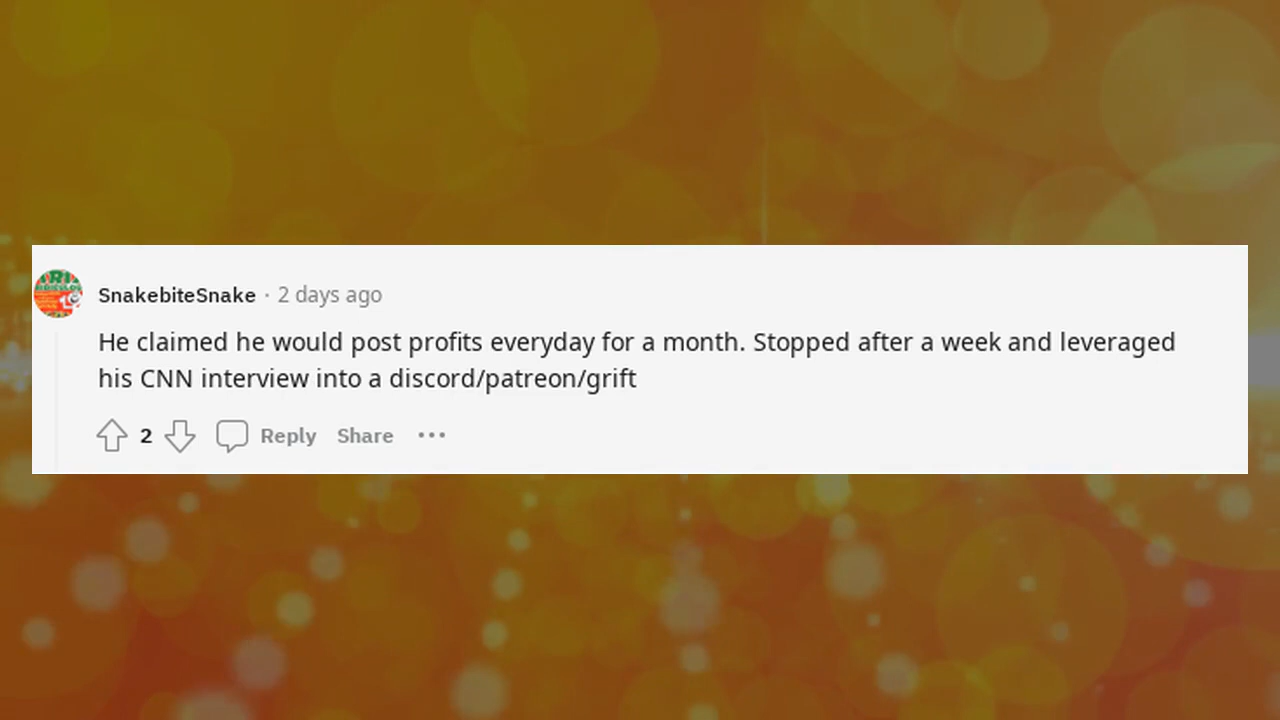 SnakebiteSnake · 2 days ago
He claimed he would post profits everyday for a month. Stopped after a week and leveraged
his CNN interview into a discord/patreon/grift
2 Reply Share ...